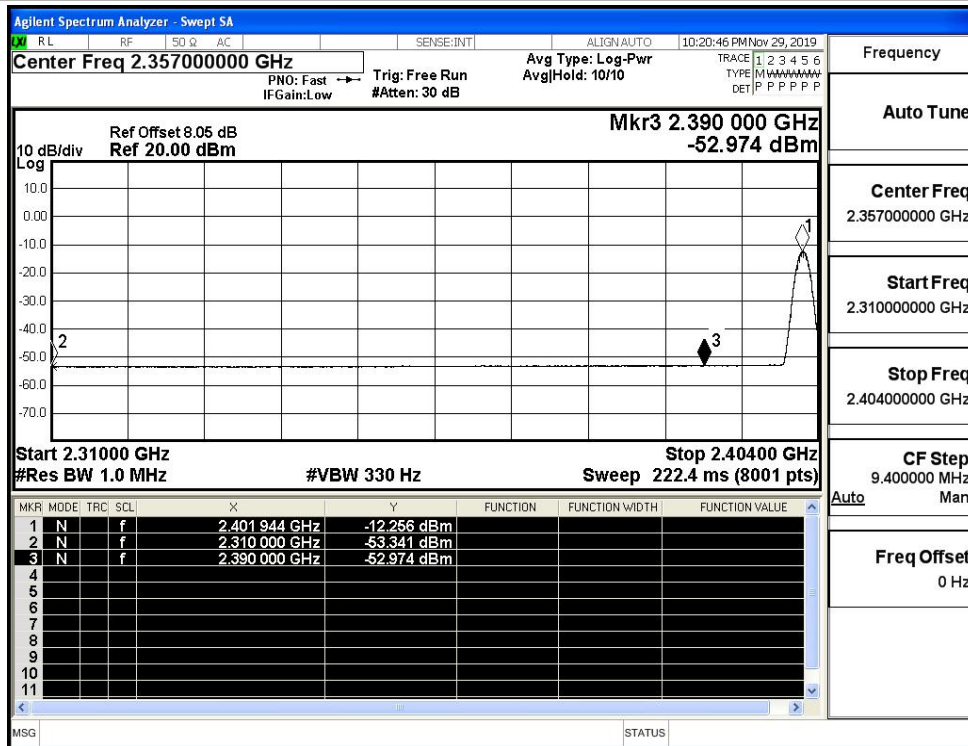 Agilent Spectrum Analyzer - Swept SA
LXI RL RF 50 Ω AC SENSE:INT ALIGNAUTO 10:20:46 PM Nov 29, 2019
Center Freq 2.357000000 GHz
PNO: Fast Trig: Free Run
IFGain:Low #Atten: 30 dB
Avg Type: Log-Pwr
Avg|Hold: 10/10
TRACE 1 2 3 4 5 6
TYPE M WWWWW
DET P P P P P P
Ref Offset 8.05 dB
10 dB/div Ref 20.00 dBm
Log
Mkr3 2.390 000 GHz
-52.974 dBm
10.0
0.00
-10.0
-20.0
-30.0
-40.0
-50.0
-60.0
-70.0
1
2
3
Start 2.31000 GHz Stop 2.40400 GHz
#Res BW 1.0 MHz #VBW 330 Hz Sweep 222.4 ms (8001 pts)
MKR MODE TRC SCL X Y FUNCTION FUNCTION WIDTH FUNCTION VALUE
1 N f 2.401 944 GHz -12.256 dBm
2 N f 2.310 000 GHz -53.341 dBm
3 N f 2.390 000 GHz -52.974 dBm
4
5
6
7
8
9
10
11
MSG STATUS
Frequency
Auto Tune
Center Freq
2.357000000 GHz
Start Freq
2.310000000 GHz
Stop Freq
2.404000000 GHz
CF Step
9.400000 MHz
Auto Man
Freq Offset
0 Hz